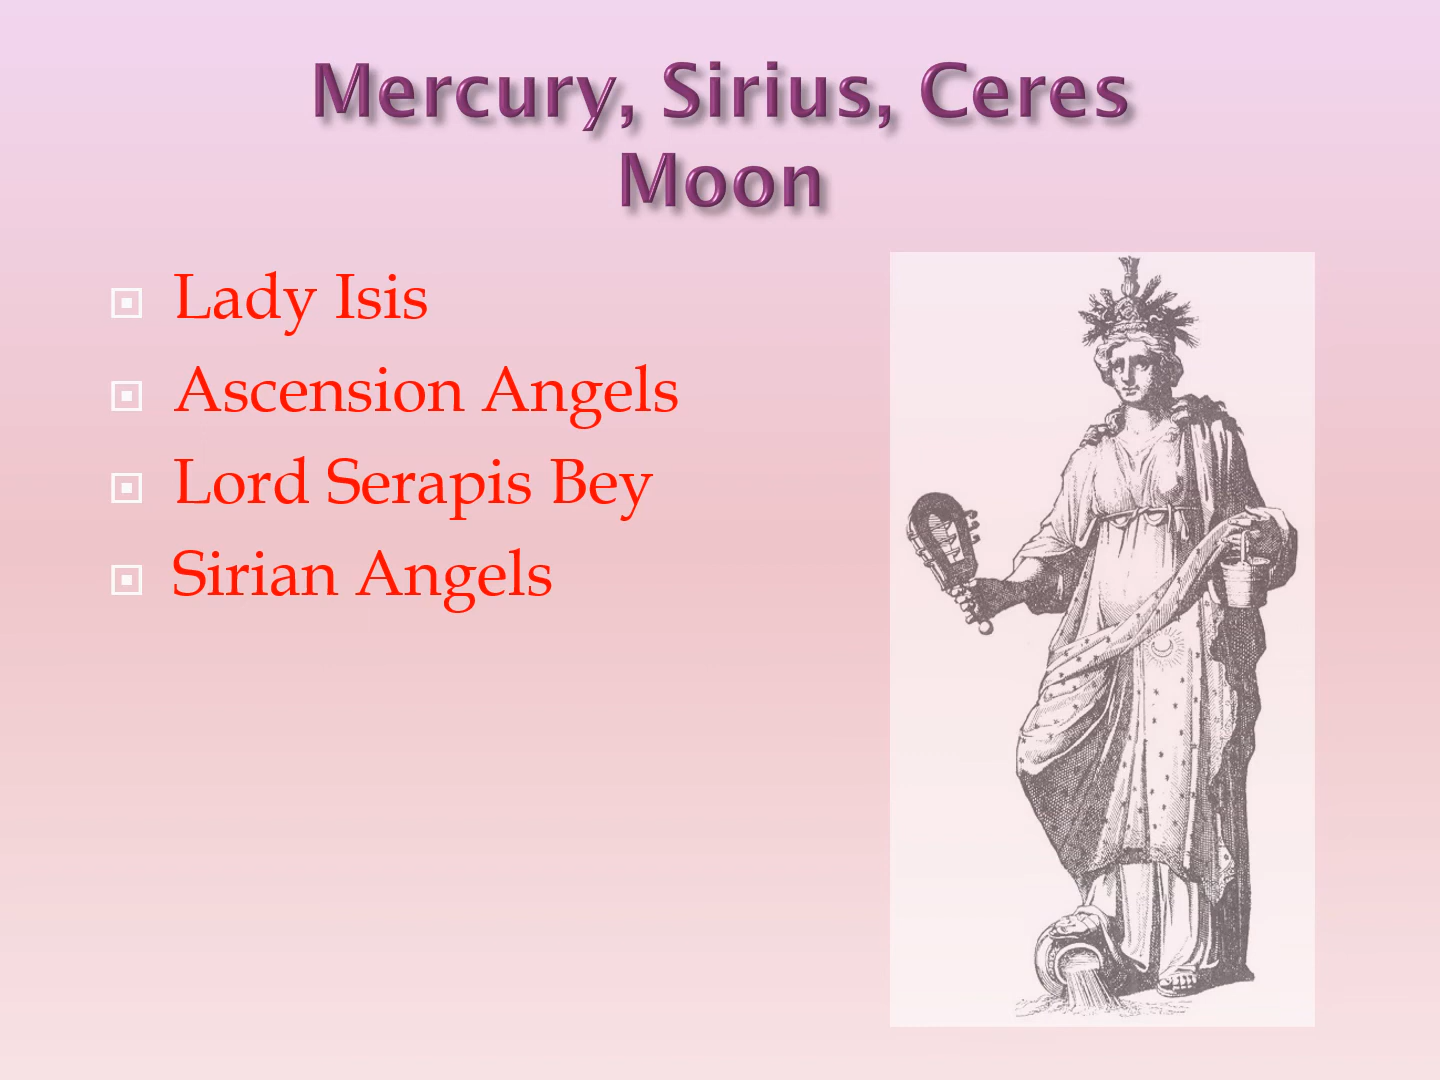 Mercury, Sirius, Ceres
Moon
Lady Isis
Ascension Angels
Lord Serapis Bey
Sirian Angels